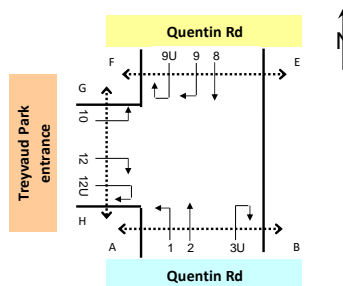 Quentin Rd
N
F
9U
9
8
E
G
10
Treyvaud Park
entrance
12
12U
H
A
1
2
3U
B
Quentin Rd